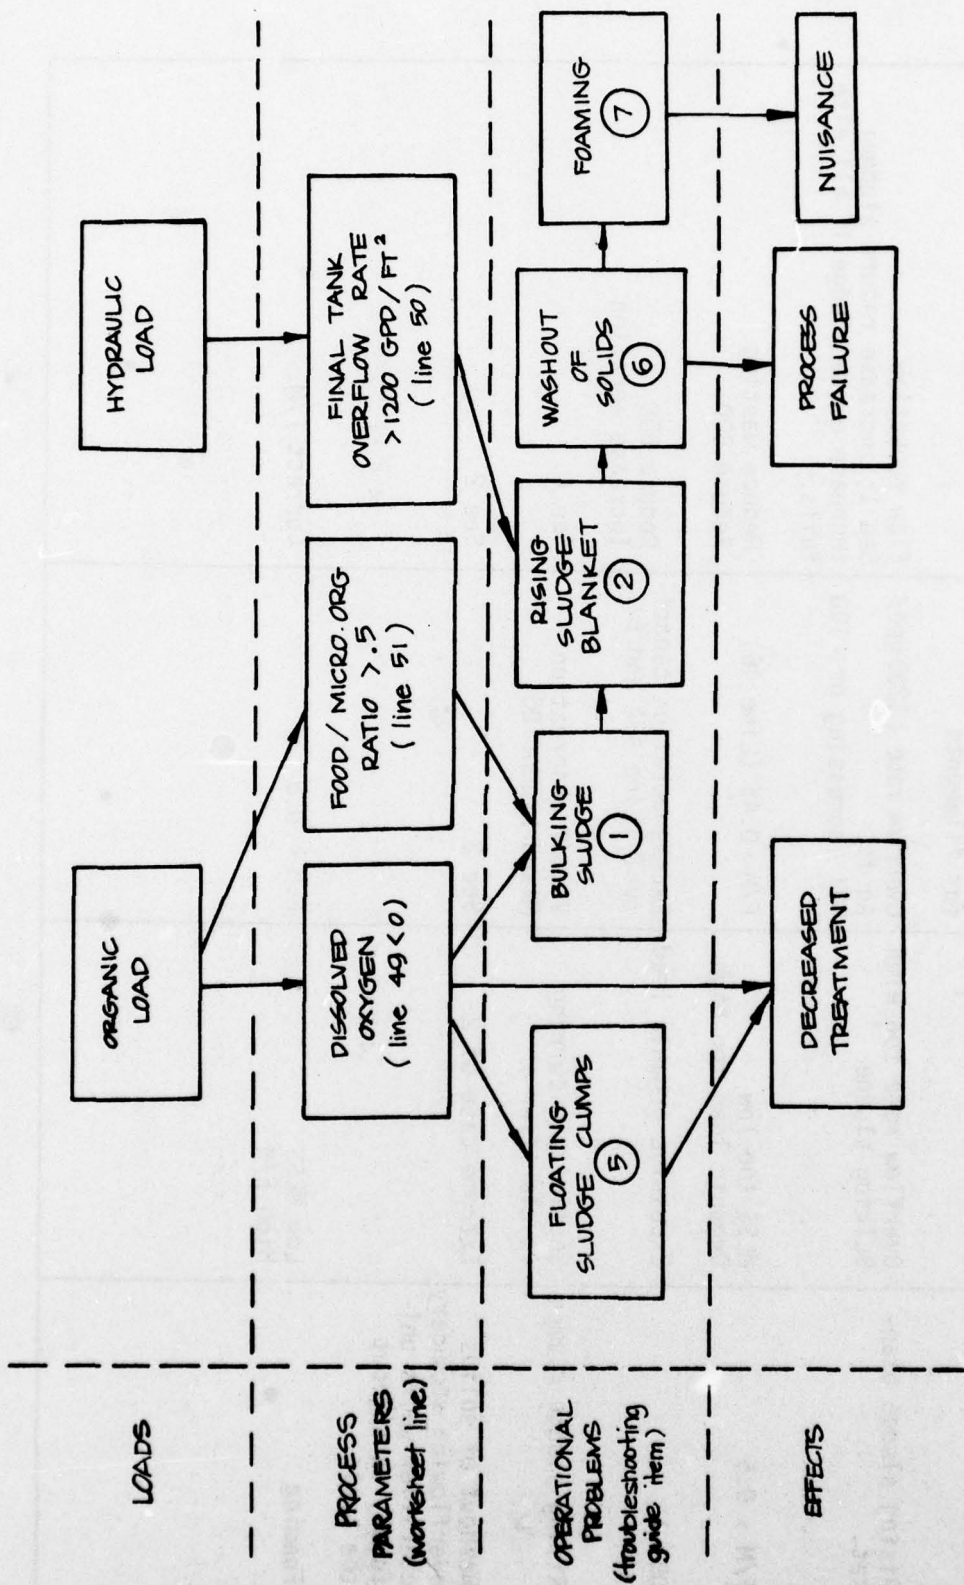 LOADS
ORGANIC
LOAD
HYDRAULIC
LOAD
PROCESS
PARAMETERS
(worksheet line)
DISSOLVED
OXYGEN
(line 49<0)
FOOD/MICRO.ORG
RATIO >.5
(line 51)
FINAL TANK
OVERFLOW RATE
>1200 GPD/FT²
(line 50)
OPERATIONAL
PROBLEMS
(troubleshooting
guide item)
FLOATING
SLUDGE CLUMPS
5
BULKING
SLUDGE
1
RISING
SLUDGE
BLANKET
2
WASHOUT
OF
SOLIDS
6
FOAMING
7
EFFECTS
DECREASED
TREATMENT
PROCESS
FAILURE
NUISANCE